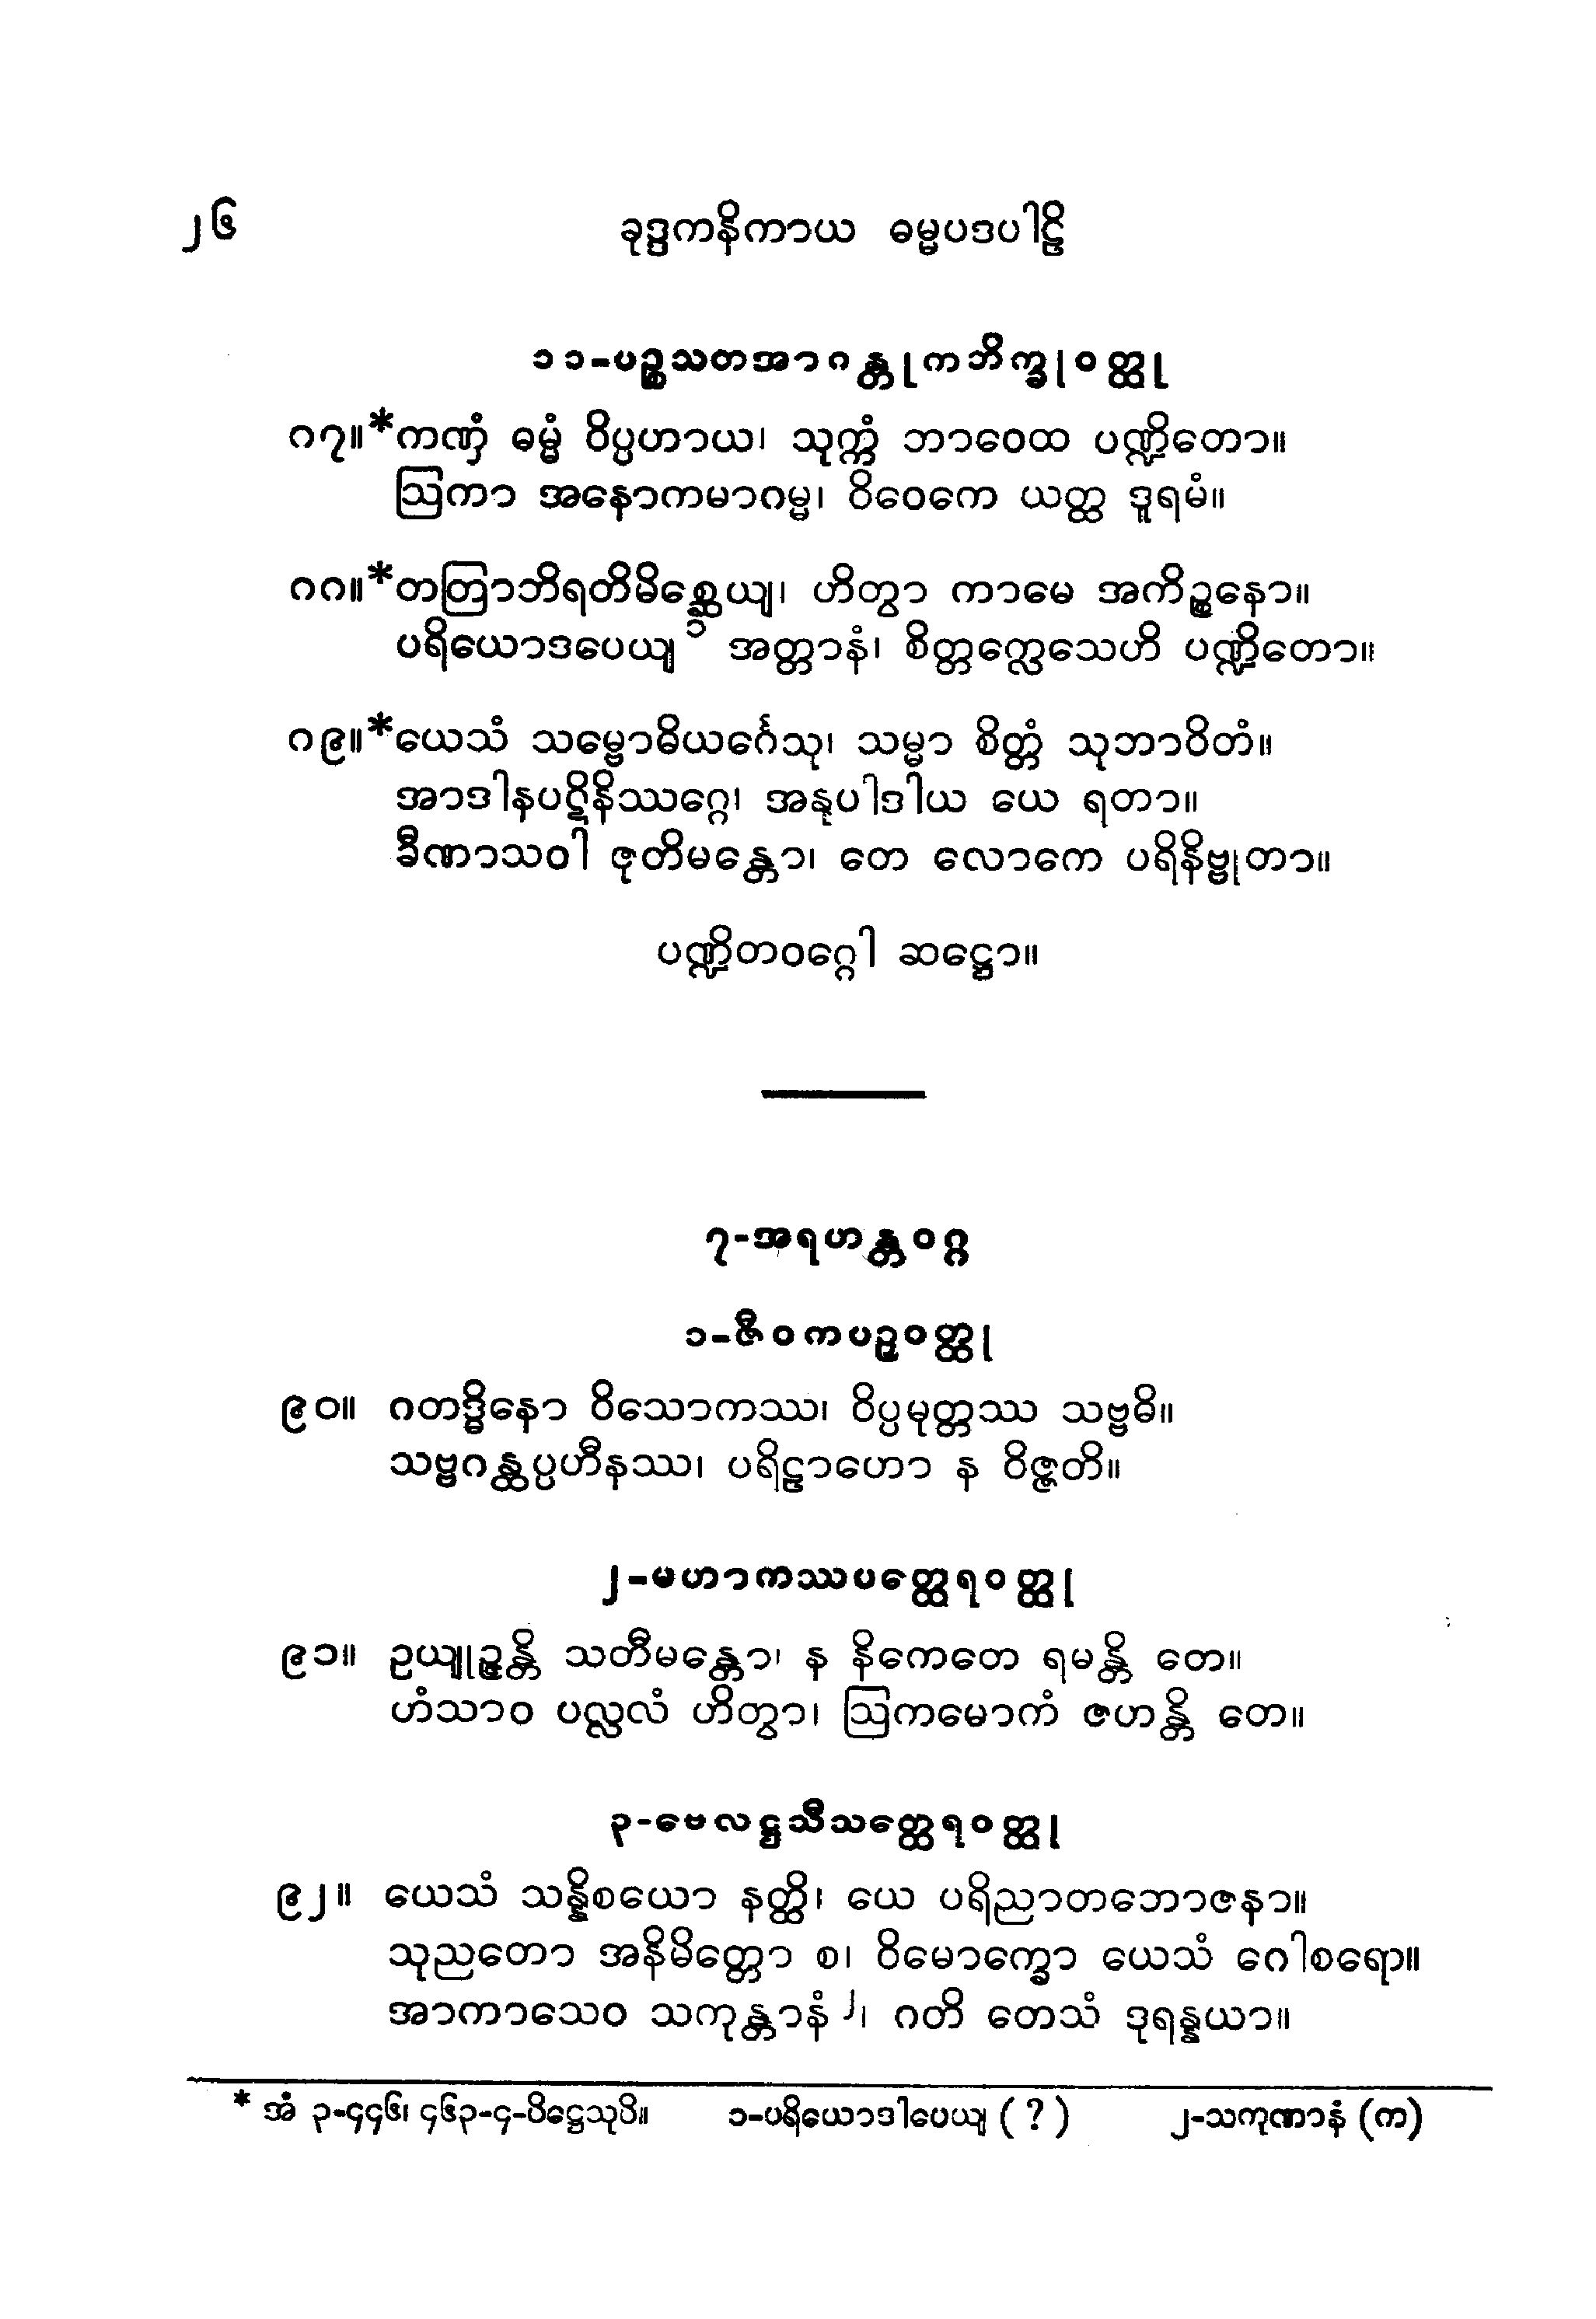 ၂၆ ခုဒ္ဒကနိကာယ ဓမ္မပဒပါဠိ
၁၁-ပဉ္စသတအာဂန္တုကဘိက္ခုဝတ္ထု
၈၇။*ကဏှံ ဓမ္မံ ဝိပ္ပဟာယ၊ သုက္ကံ ဘာဝေထ ပဏ္ဍိတော။
ဩကာ အနောကမာဂမ္မ၊ ဝိဝေကေ ယတ္ထ ဒူရမံ။
၈၈။*တတြာဘိရတိမိစ္ဆေယျ၊ ဟိတွာ ကာမေ အကိဉ္စနော။
ပရိယောဒပေယျ ၁ အတ္တာနံ၊ စိတ္တက္လေသေဟိ ပဏ္ဍိတော။
၈၉။*ယေသံ သမ္ဗောဓိယင်္ဂေသု၊ သမ္မာ စိတ္တံ သုဘာဝိတံ။
အာဒါနပဋိနိဿဂ္ဂေ၊ အနုပါဒါယ ယေ ရတာ။
ခီဏာသဝါ ဇုတိမန္တော၊ တေ လောကေ ပရိနိဗ္ဗုတာ။
ပဏ္ဍိတဝဂ္ဂေါ ဆဋ္ဌော။
၇-အရဟန္တဝဂ္ဂ
၁-ဇီဝကပဉှဝတ္ထု
၉၀။ ဂတဒ္ဓိနော ဝိသောကဿ၊ ဝိပ္ပမုတ္တဿ သဗ္ဗဓိ။
သဗ္ဗဂန္ထပ္ပဟီနဿ၊ ပရိဠာဟော န ဝိဇ္ဇတိ။
၂-မဟာကဿပတ္ထေရဝတ္ထု
၉၁။ ဥယျုဉ္ဇန္တိ သတီမန္တော၊ န နိကေတေ ရမန္တိ တေ။
ဟံသာဝ ပလ္လလံ ဟိတွာ၊ ဩကမောကံ ဇဟန္တိ တေ။
၃-ဗေလဋ္ဌသီသတ္ထေရဝတ္ထု
၉၂။ ယေသံ သန္နိစယော နတ္ထိ၊ ယေ ပရိညာတဘောဇနာ။
သုညတော အနိမိတ္တော စ၊ ဝိမောက္ခော ယေသံ ဂေါစရော။
အာကာသေဝ သကုန္တာနံ ၂၊ ဂတိ တေသံ ဒုရန္နယာ။
* အံ ၃-၄၄၆၊ ၄၆၃-၄-ပိဋ္ဌေသုပိ။ ၁-ပရိယောဒါပေယျ ( ? ) ၂-သကုဏာနံ (က)